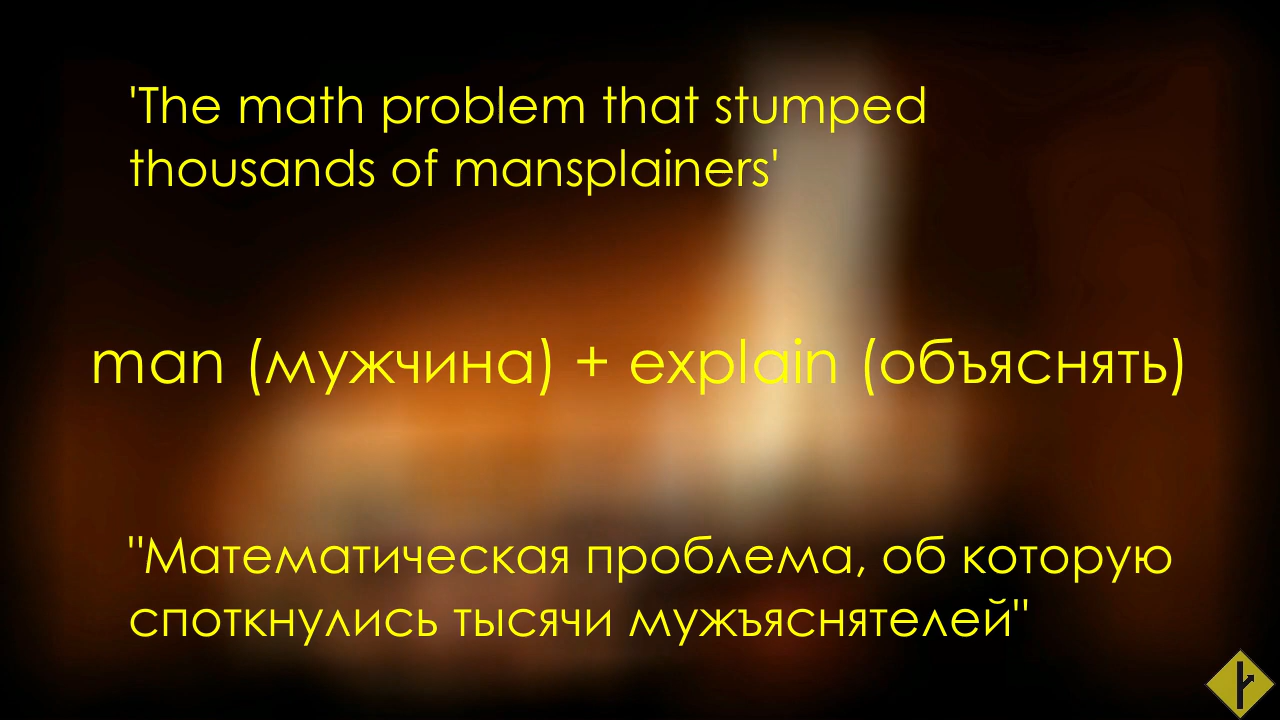 'The math problem that stumped
thousands of mansplainers'
man (мужчина) + explain (объяснять)
"Математическая проблема, об которую
споткнулись тысячи мужъяснятелей"